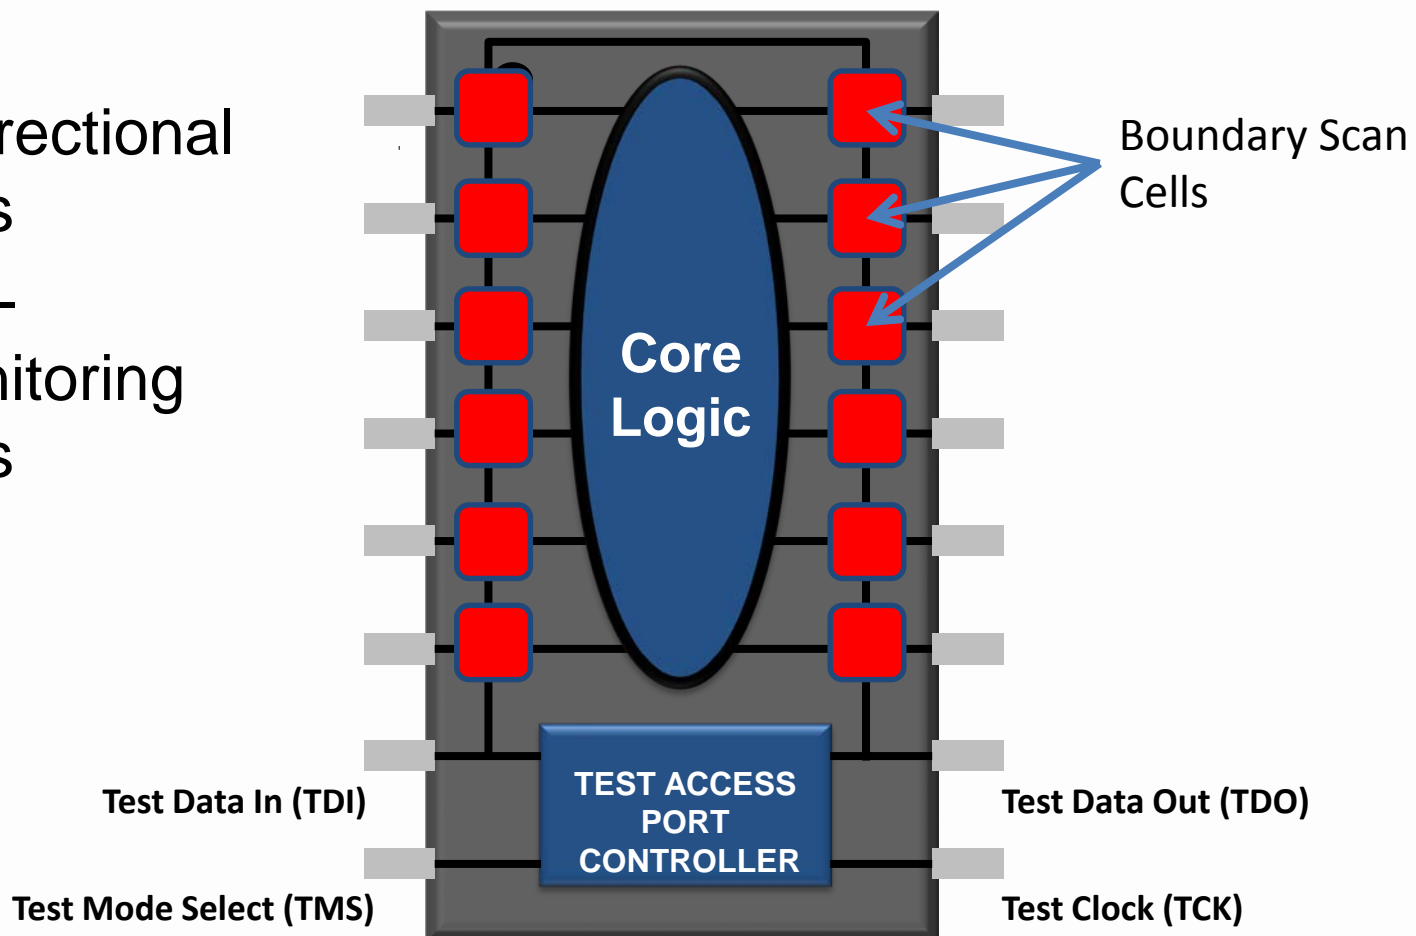 rectional
s
–
nitoring
s
Boundary Scan
Cells
Core
Logic
TEST ACCESS
PORT
CONTROLLER
Test Data In (TDI)
Test Data Out (TDO)
Test Mode Select (TMS)
Test Clock (TCK)